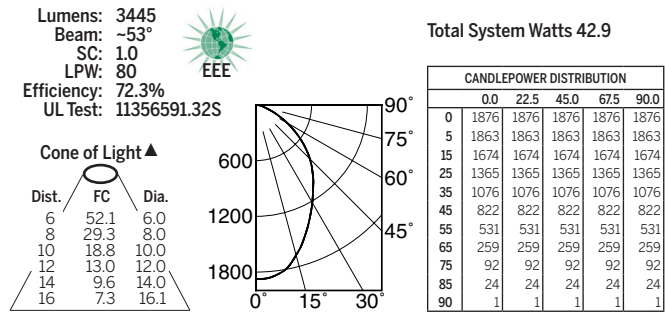 Lumens: 3445
Beam: ~53°
SC: 1.0
LPW: 80
Efficiency: 72.3%
UL Test: 11356591.32S
EEE
Total System Watts 42.9
Cone of Light▲
Dist. FC Dia.
6 52.1 6.0
8 29.3 8.0
10 18.8 10.0
12 13.0 12.0
14 9.6 14.0
16 7.3 16.1
600
1200
1800
0° 15° 30°
90°
75°
60°
45°
CANDLEPOWER DISTRIBUTION
0.0 22.5 45.0 67.5 90.0
0 1876 1876 1876 1876 1876
5 1863 1863 1863 1863 1863
15 1674 1674 1674 1674 1674
25 1365 1365 1365 1365 1365
35 1076 1076 1076 1076 1076
45 822 822 822 822 822
55 531 531 531 531 531
65 259 259 259 259 259
75 92 92 92 92 92
85 24 24 24 24 24
90 1 1 1 1 1